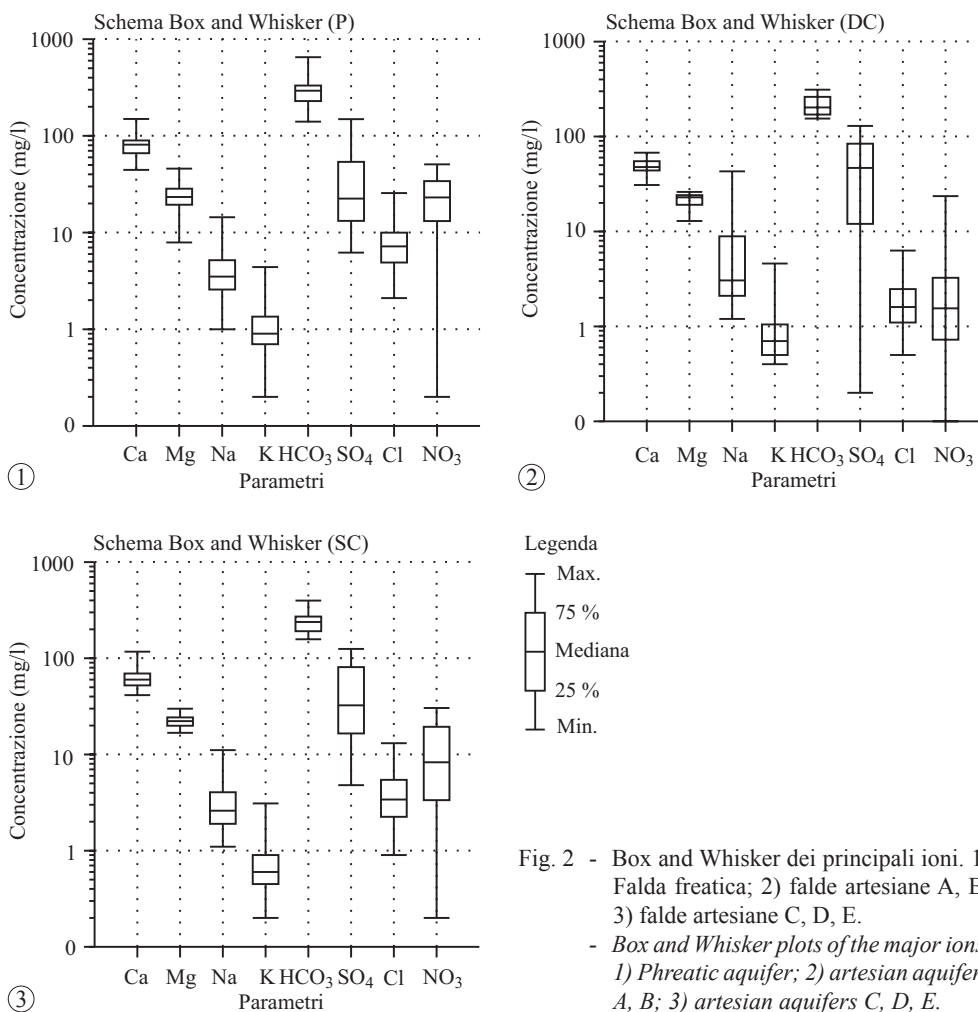 Schema Box and Whisker (P)
1000
100
10
1
0
Concentrazione (mg/l)
Ca Mg Na K HCO3 SO4 Cl NO3
Parametri
1
Schema Box and Whisker (DC)
1000
100
10
1
0
Concentrazione (mg/l)
Ca Mg Na K HCO3 SO4 Cl NO3
Parametri
2
Schema Box and Whisker (SC)
1000
100
10
1
0
Concentrazione (mg/l)
Ca Mg Na K HCO3 SO4 Cl NO3
Parametri
3
Legenda
Max.
75 %
Mediana
25 %
Min.
Fig. 2 - Box and Whisker dei principali ioni. 1
Falda freatica; 2) falde artesiane A, B
3) falde artesiane C, D, E.
- Box and Whisker plots of the major ions
1) Phreatic aquifer; 2) artesian aquifer
A, B; 3) artesian aquifers C, D, E.